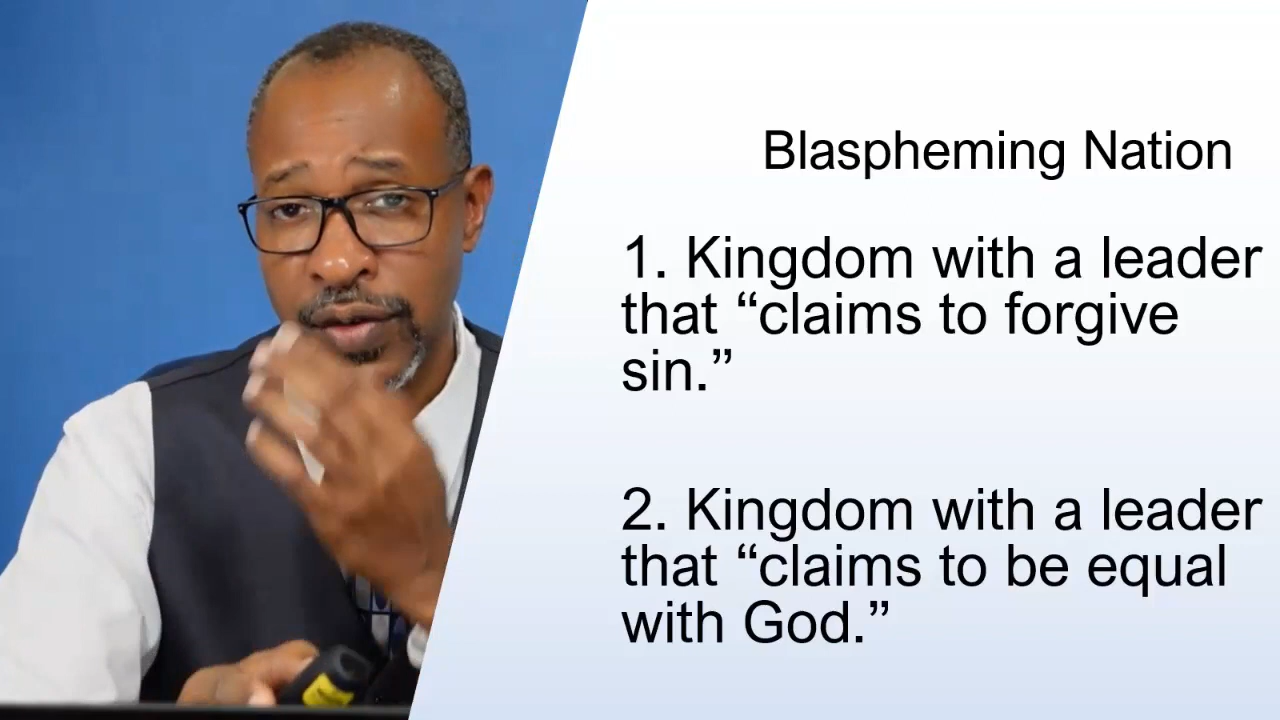 Blaspheming Nation
1. Kingdom with a leader
that “claims to forgive
sin.”
2. Kingdom with a leader
that “claims to be equal
with God.”